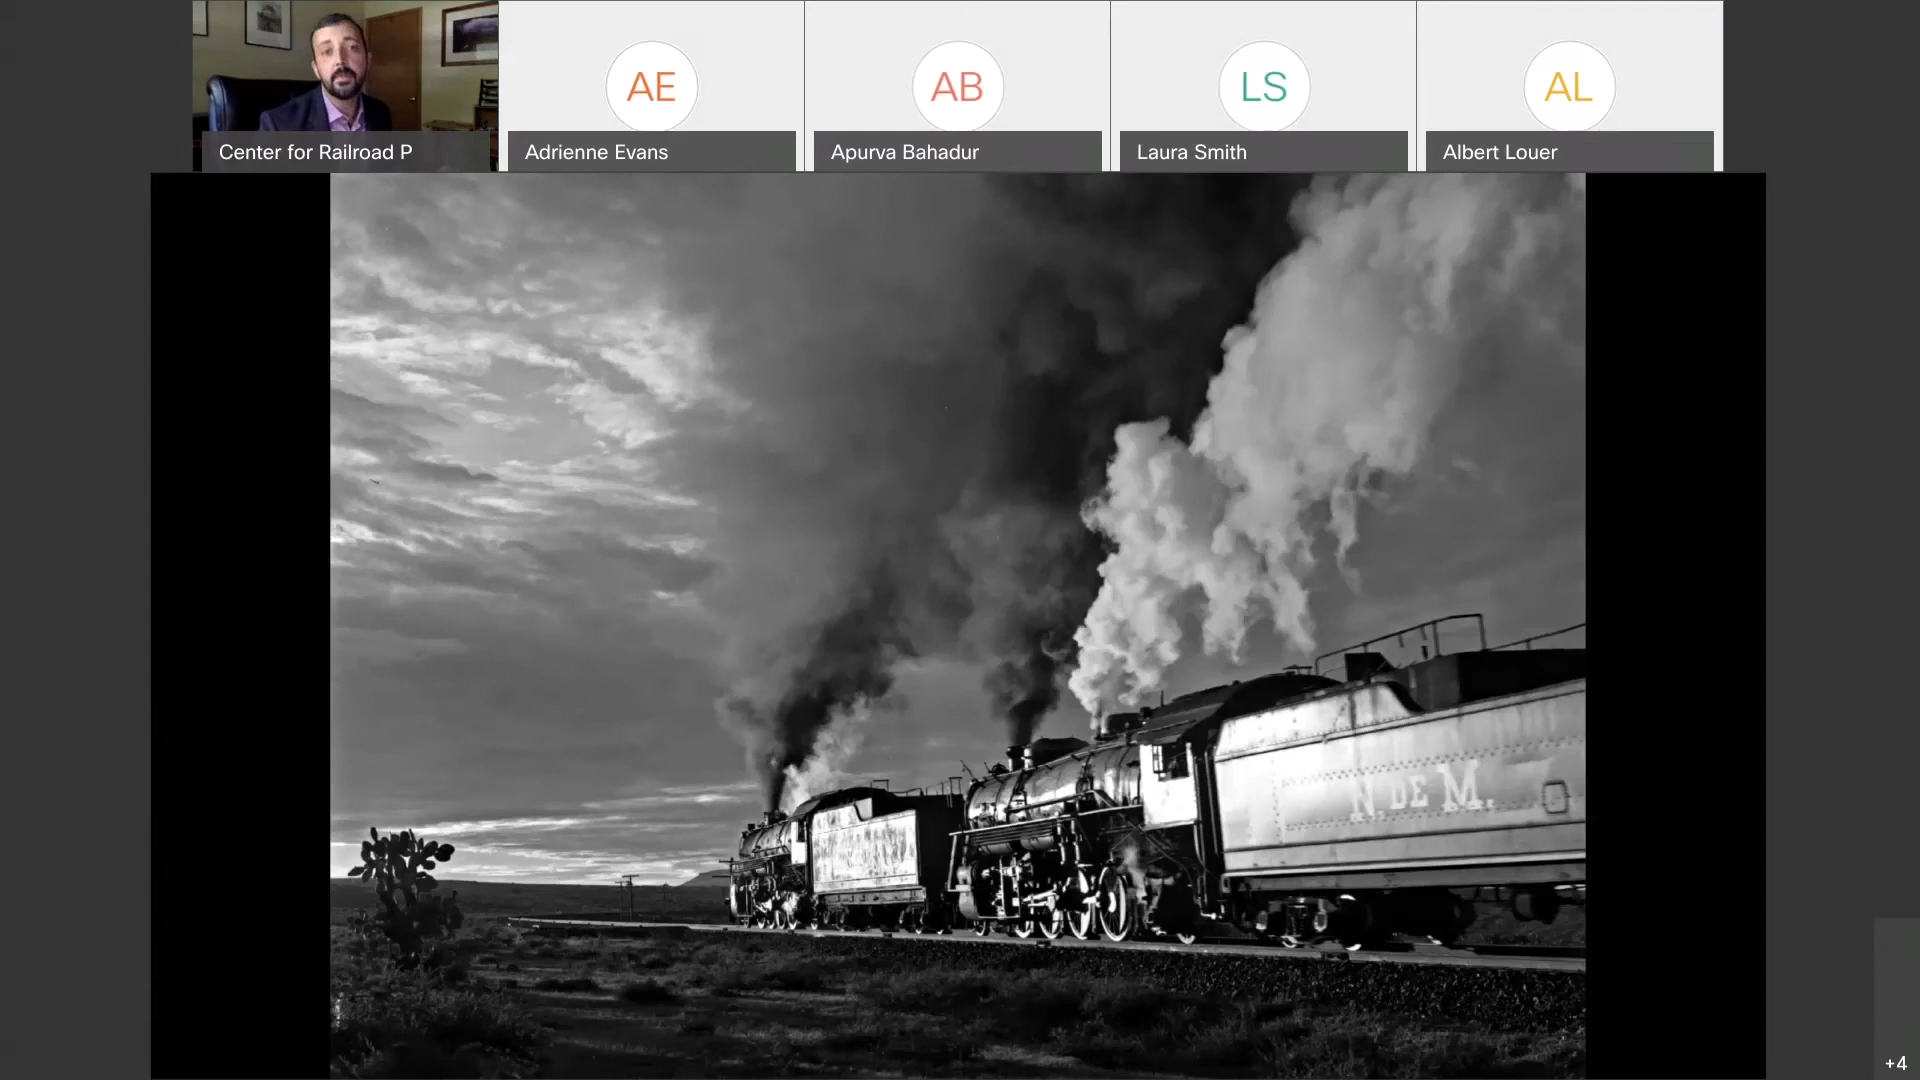 AE
AB
LS
AL
Center for Railroad P
Adrienne Evans
Apurva Bahadur
Laura Smith
Albert Louer
N. DE M.
+4